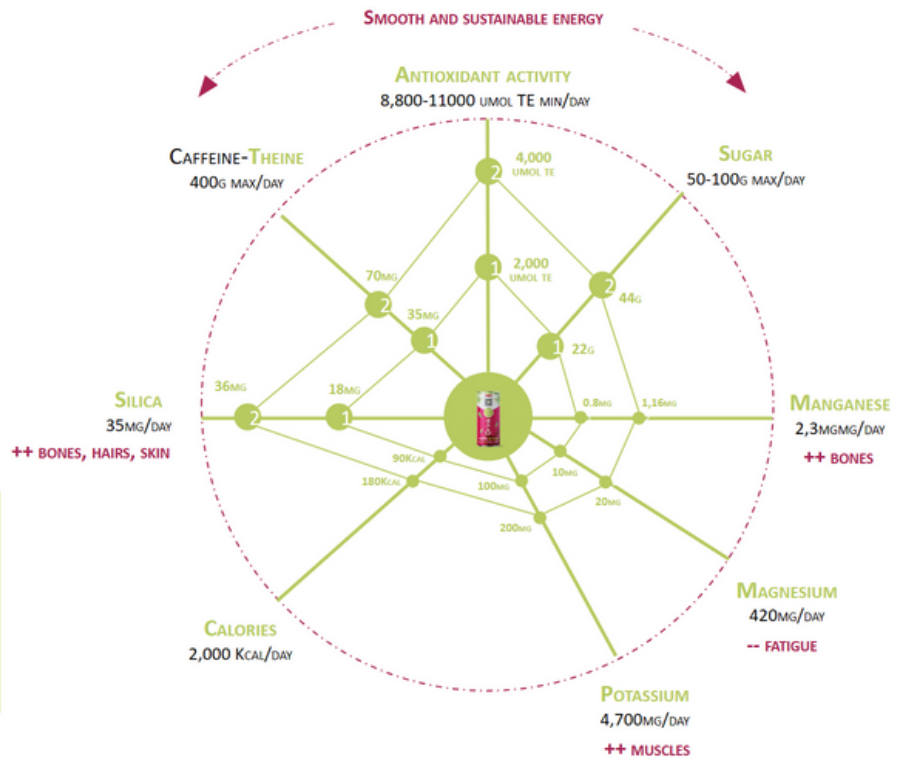 Smooth and sustainable energy
Antioxidant activity
8,800-11000 umol TE min/day
Caffeine-Theine
400g max/day
Sugar
50-100g max/day
2
4,000
umol TE
1
2,000
umol TE
70mg
2
35mg
1
2
44g
1
22g
36mg
2
18mg
1
0.8mg
1,16mg
Silica
35mg/day
++ bones, hairs, skin
Manganese
2,3mgmg/day
++ bones
90Kcal
180Kcal
100mg
200mg
10mg
20mg
Calories
2,000 Kcal/day
Magnesium
420mg/day
-- fatigue
Potassium
4,700mg/day
++ muscles